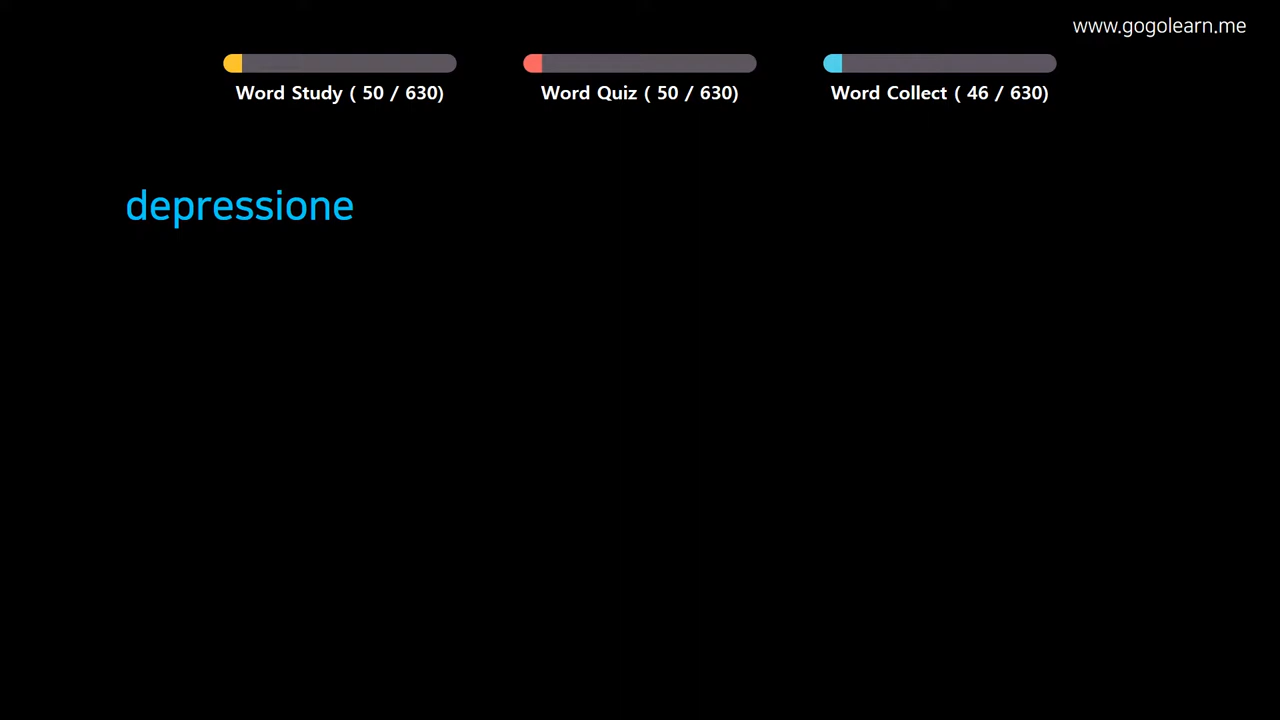 www.gogolearn.me
Word Study ( 50 / 630)
Word Quiz ( 50 / 630)
Word Collect ( 46 / 630)
depressione